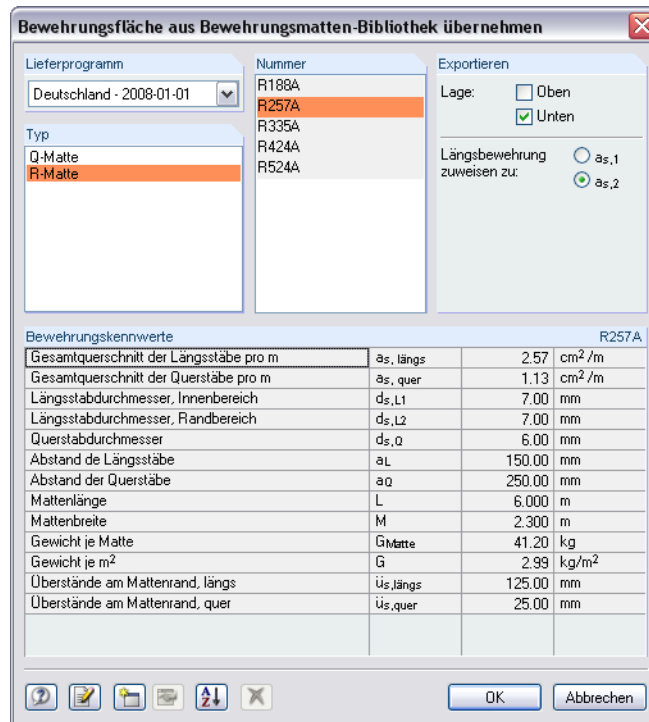 Bewehrungsfläche aus Bewehrungsmatten-Bibliothek übernehmen
Lieferprogramm
Deutschland - 2008-01-01
Typ
Q-Matte
R-Matte
Nummer
R188A
R257A
R335A
R424A
R524A
Exportieren
Lage: Oben
Unten
Längsbewehrung zuweisen zu:
as,1
as,2
Bewehrungskennwerte R257A
Gesamtquerschnitt der Längsstäbe pro m as, längs 2.57 cm²/m
Gesamtquerschnitt der Querstäbe pro m as, quer 1.13 cm²/m
Längsstabdurchmesser, Innenbereich ds,L1 7.00 mm
Längsstabdurchmesser, Randbereich ds,L2 7.00 mm
Querstabdurchmesser ds,Q 6.00 mm
Abstand de Längsstäbe aL 150.00 mm
Abstand der Querstäbe aQ 250.00 mm
Mattenlänge L 6.000 m
Mattenbreite M 2.300 m
Gewicht je Matte GMatte 41.20 kg
Gewicht je m² G 2.99 kg/m²
Überstände am Mattenrand, längs üs,längs 125.00 mm
Überstände am Mattenrand, quer üs,quer 25.00 mm
OK
Abbrechen